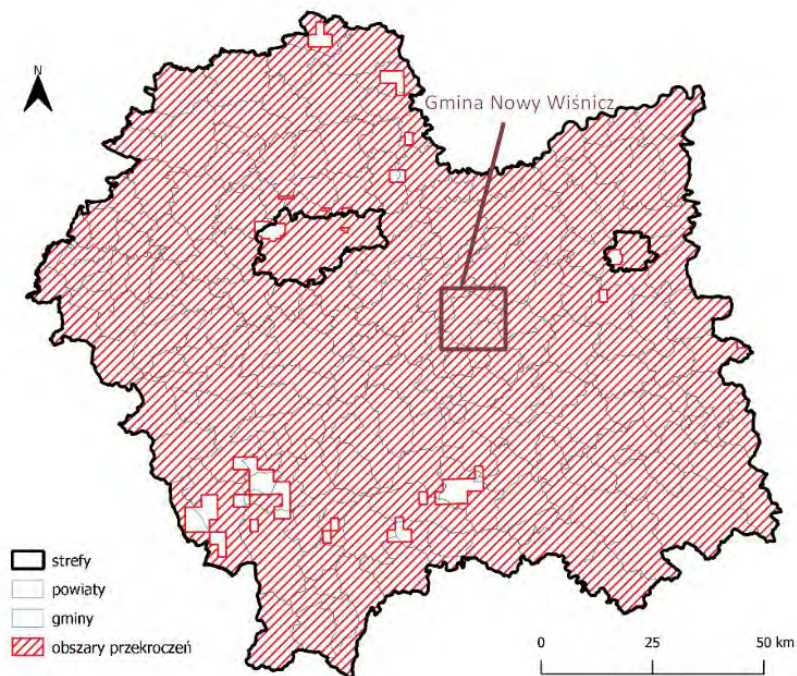 N
Gmina Nowy Wiśnicz
strefy
powiaty
gminy
obszary przekroczeń
0 25 50 km